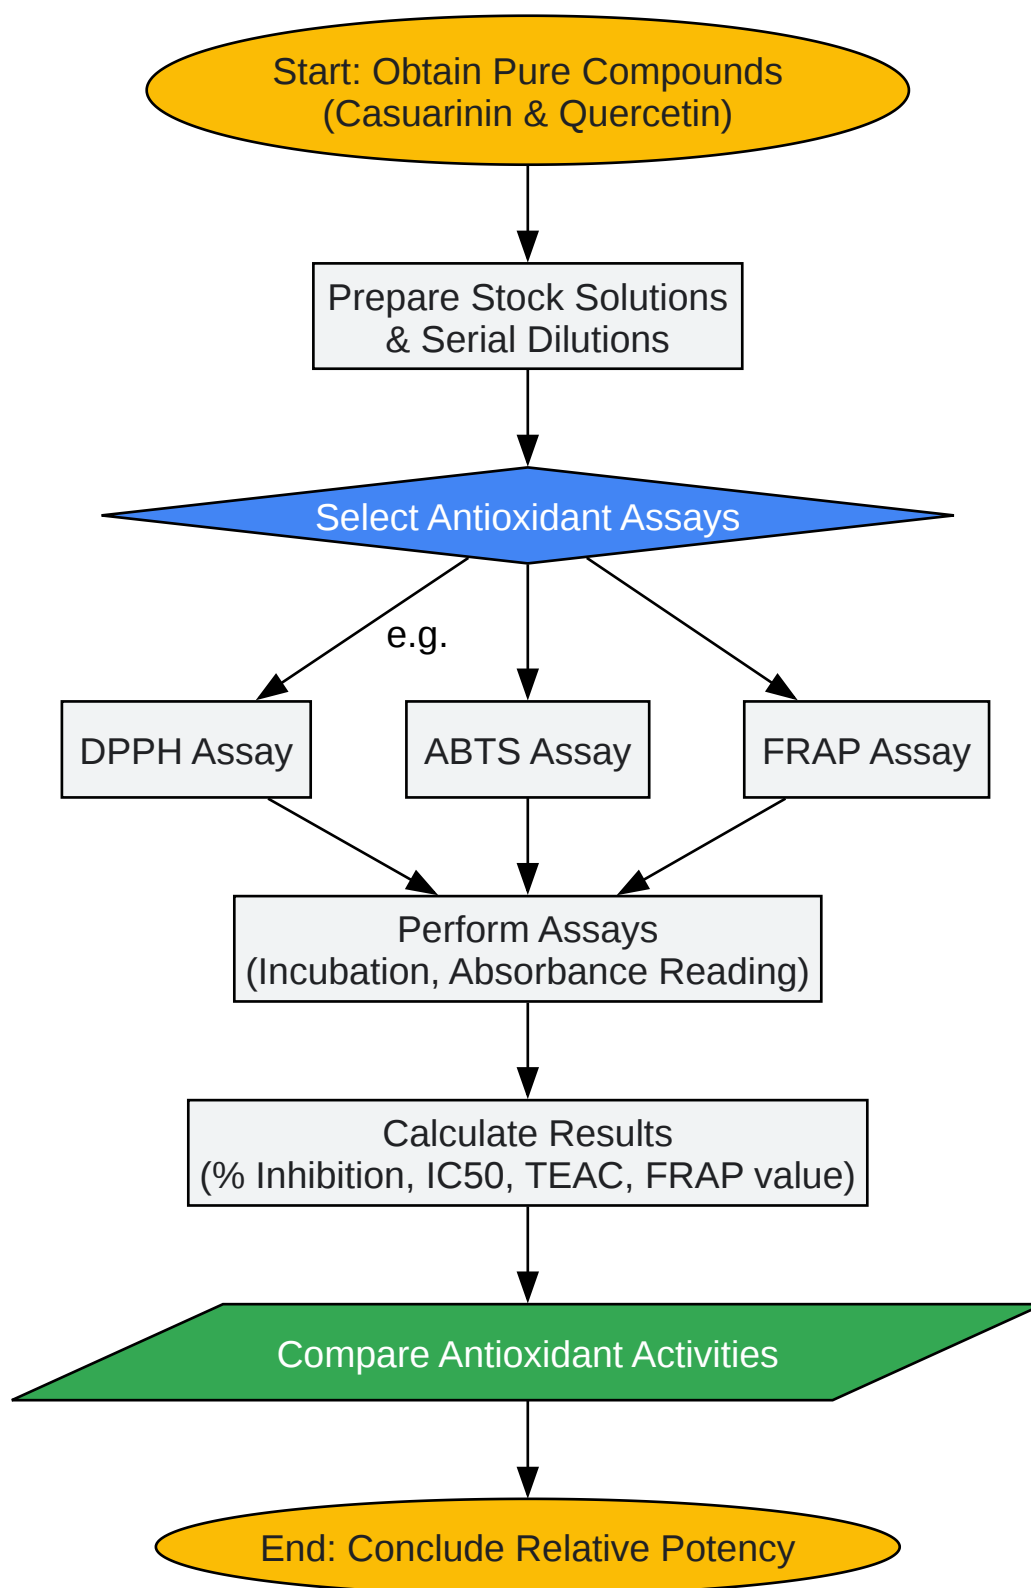 Start: Obtain Pure Compounds
(Casuarinin & Quercetin)
Prepare Stock Solutions
& Serial Dilutions
Select Antioxidant Assays
e.g.
DPPH Assay
ABTS Assay
FRAP Assay
Perform Assays
(Incubation, Absorbance Reading)
Calculate Results
(% Inhibition, IC50, TEAC, FRAP value)
Compare Antioxidant Activities
End: Conclude Relative Potency